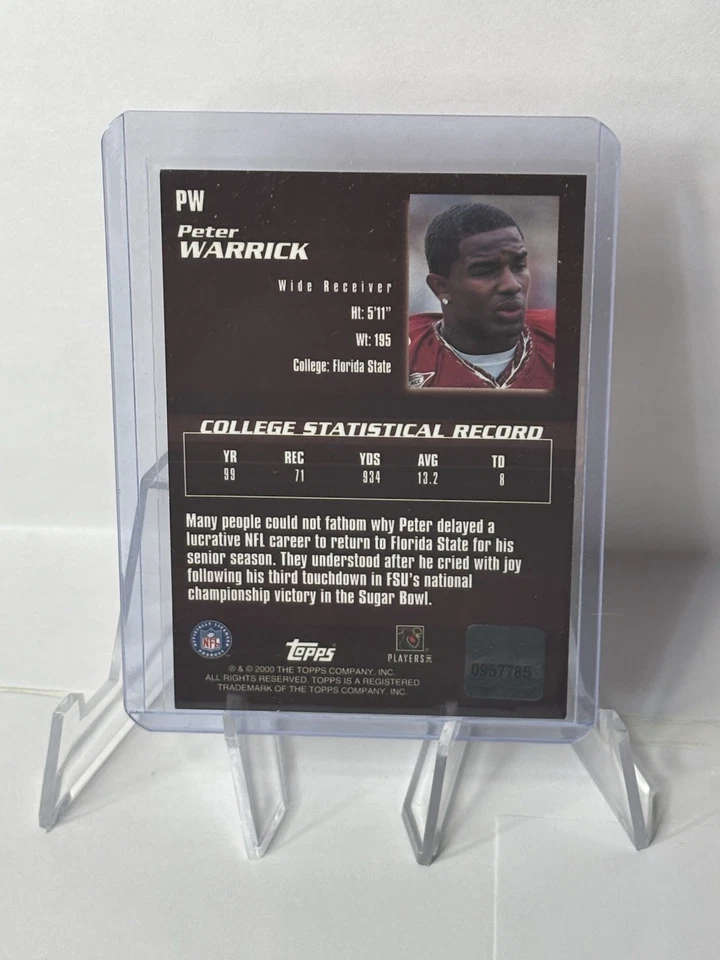 PW
Peter
WARRICK
Wide Receiver
Ht: 5'11"
Wt: 195
College: Florida State
COLLEGE STATISTICAL RECORD
YR REC YDS AVG TD
99 71 934 13.2 8
Many people could not fathom why Peter delayed a
lucrative NFL career to return to Florida State for his
senior season. They understood after he cried with joy
following his third touchdown in FSU's national
championship victory in the Sugar Bowl.
NFL
topps
PLAYERS INC
0957785
® & © 2000 THE TOPPS COMPANY, INC.
ALL RIGHTS RESERVED. TOPPS IS A REGISTERED
TRADEMARK OF THE TOPPS COMPANY, INC.